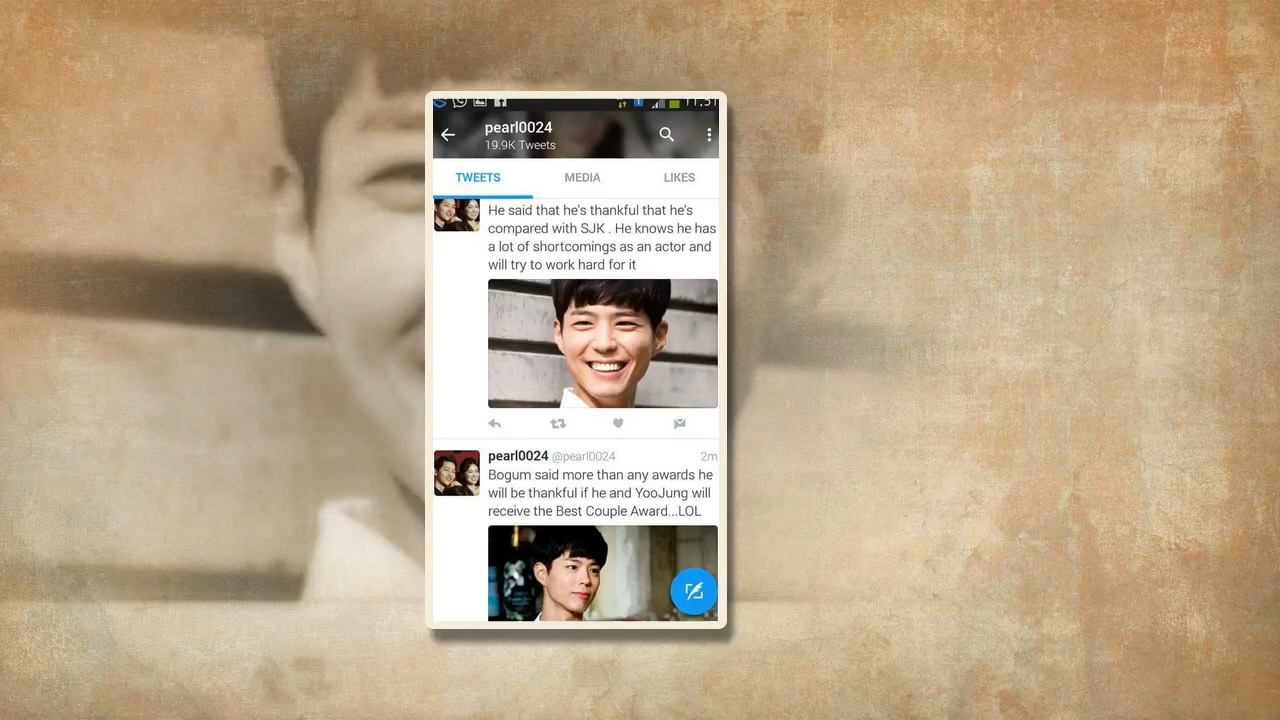 11:51
pearl0024
19.9K Tweets
TWEETS
MEDIA
LIKES
He said that he's thankful that he's
compared with SJK . He knows he has
a lot of shortcomings as an actor and
will try to work hard for it
pearl0024 @pearl0024 2m
Bogum said more than any awards he
will be thankful if he and YooJung will
receive the Best Couple Award...LOL